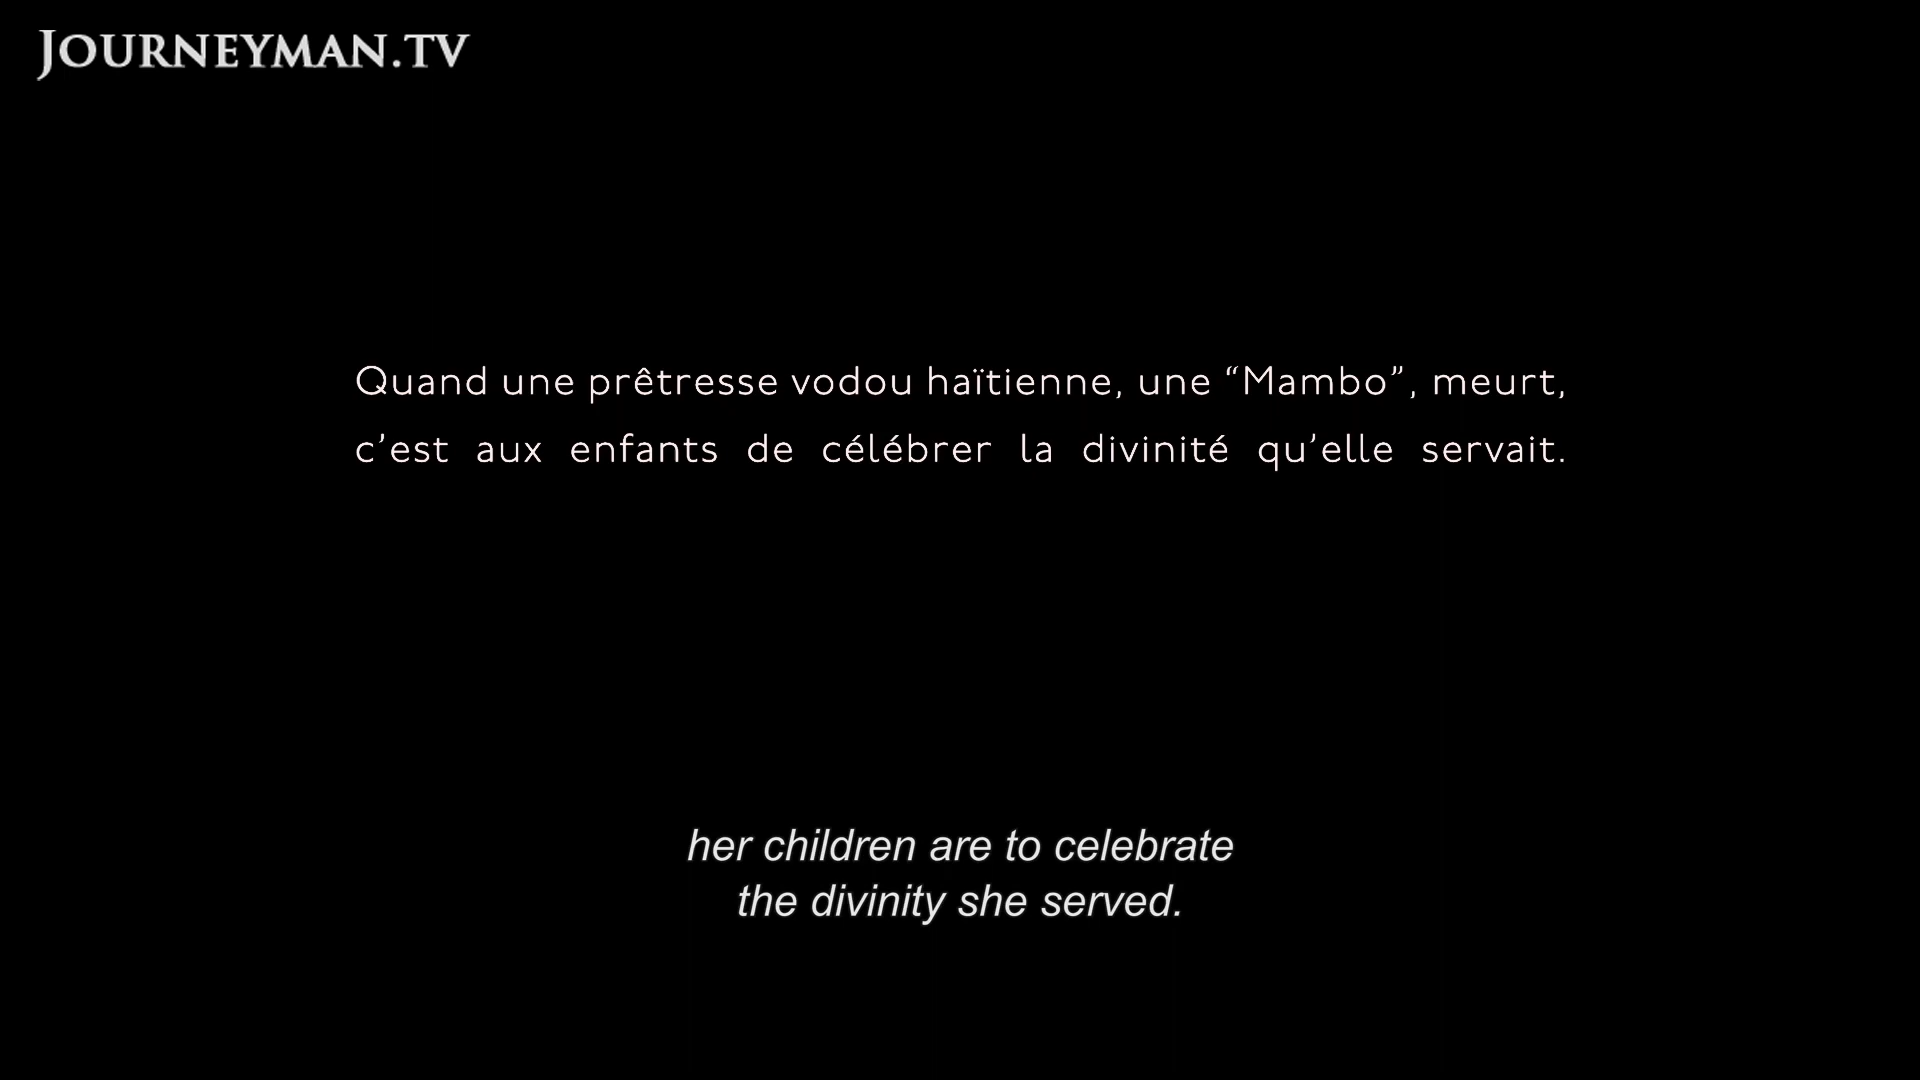 JOURNEYMAN.TV
Quand une prêtresse vodou haïtienne, une “Mambo”, meurt,
c’est aux enfants de célébrer la divinité qu’elle servait.
her children are to celebrate
the divinity she served.